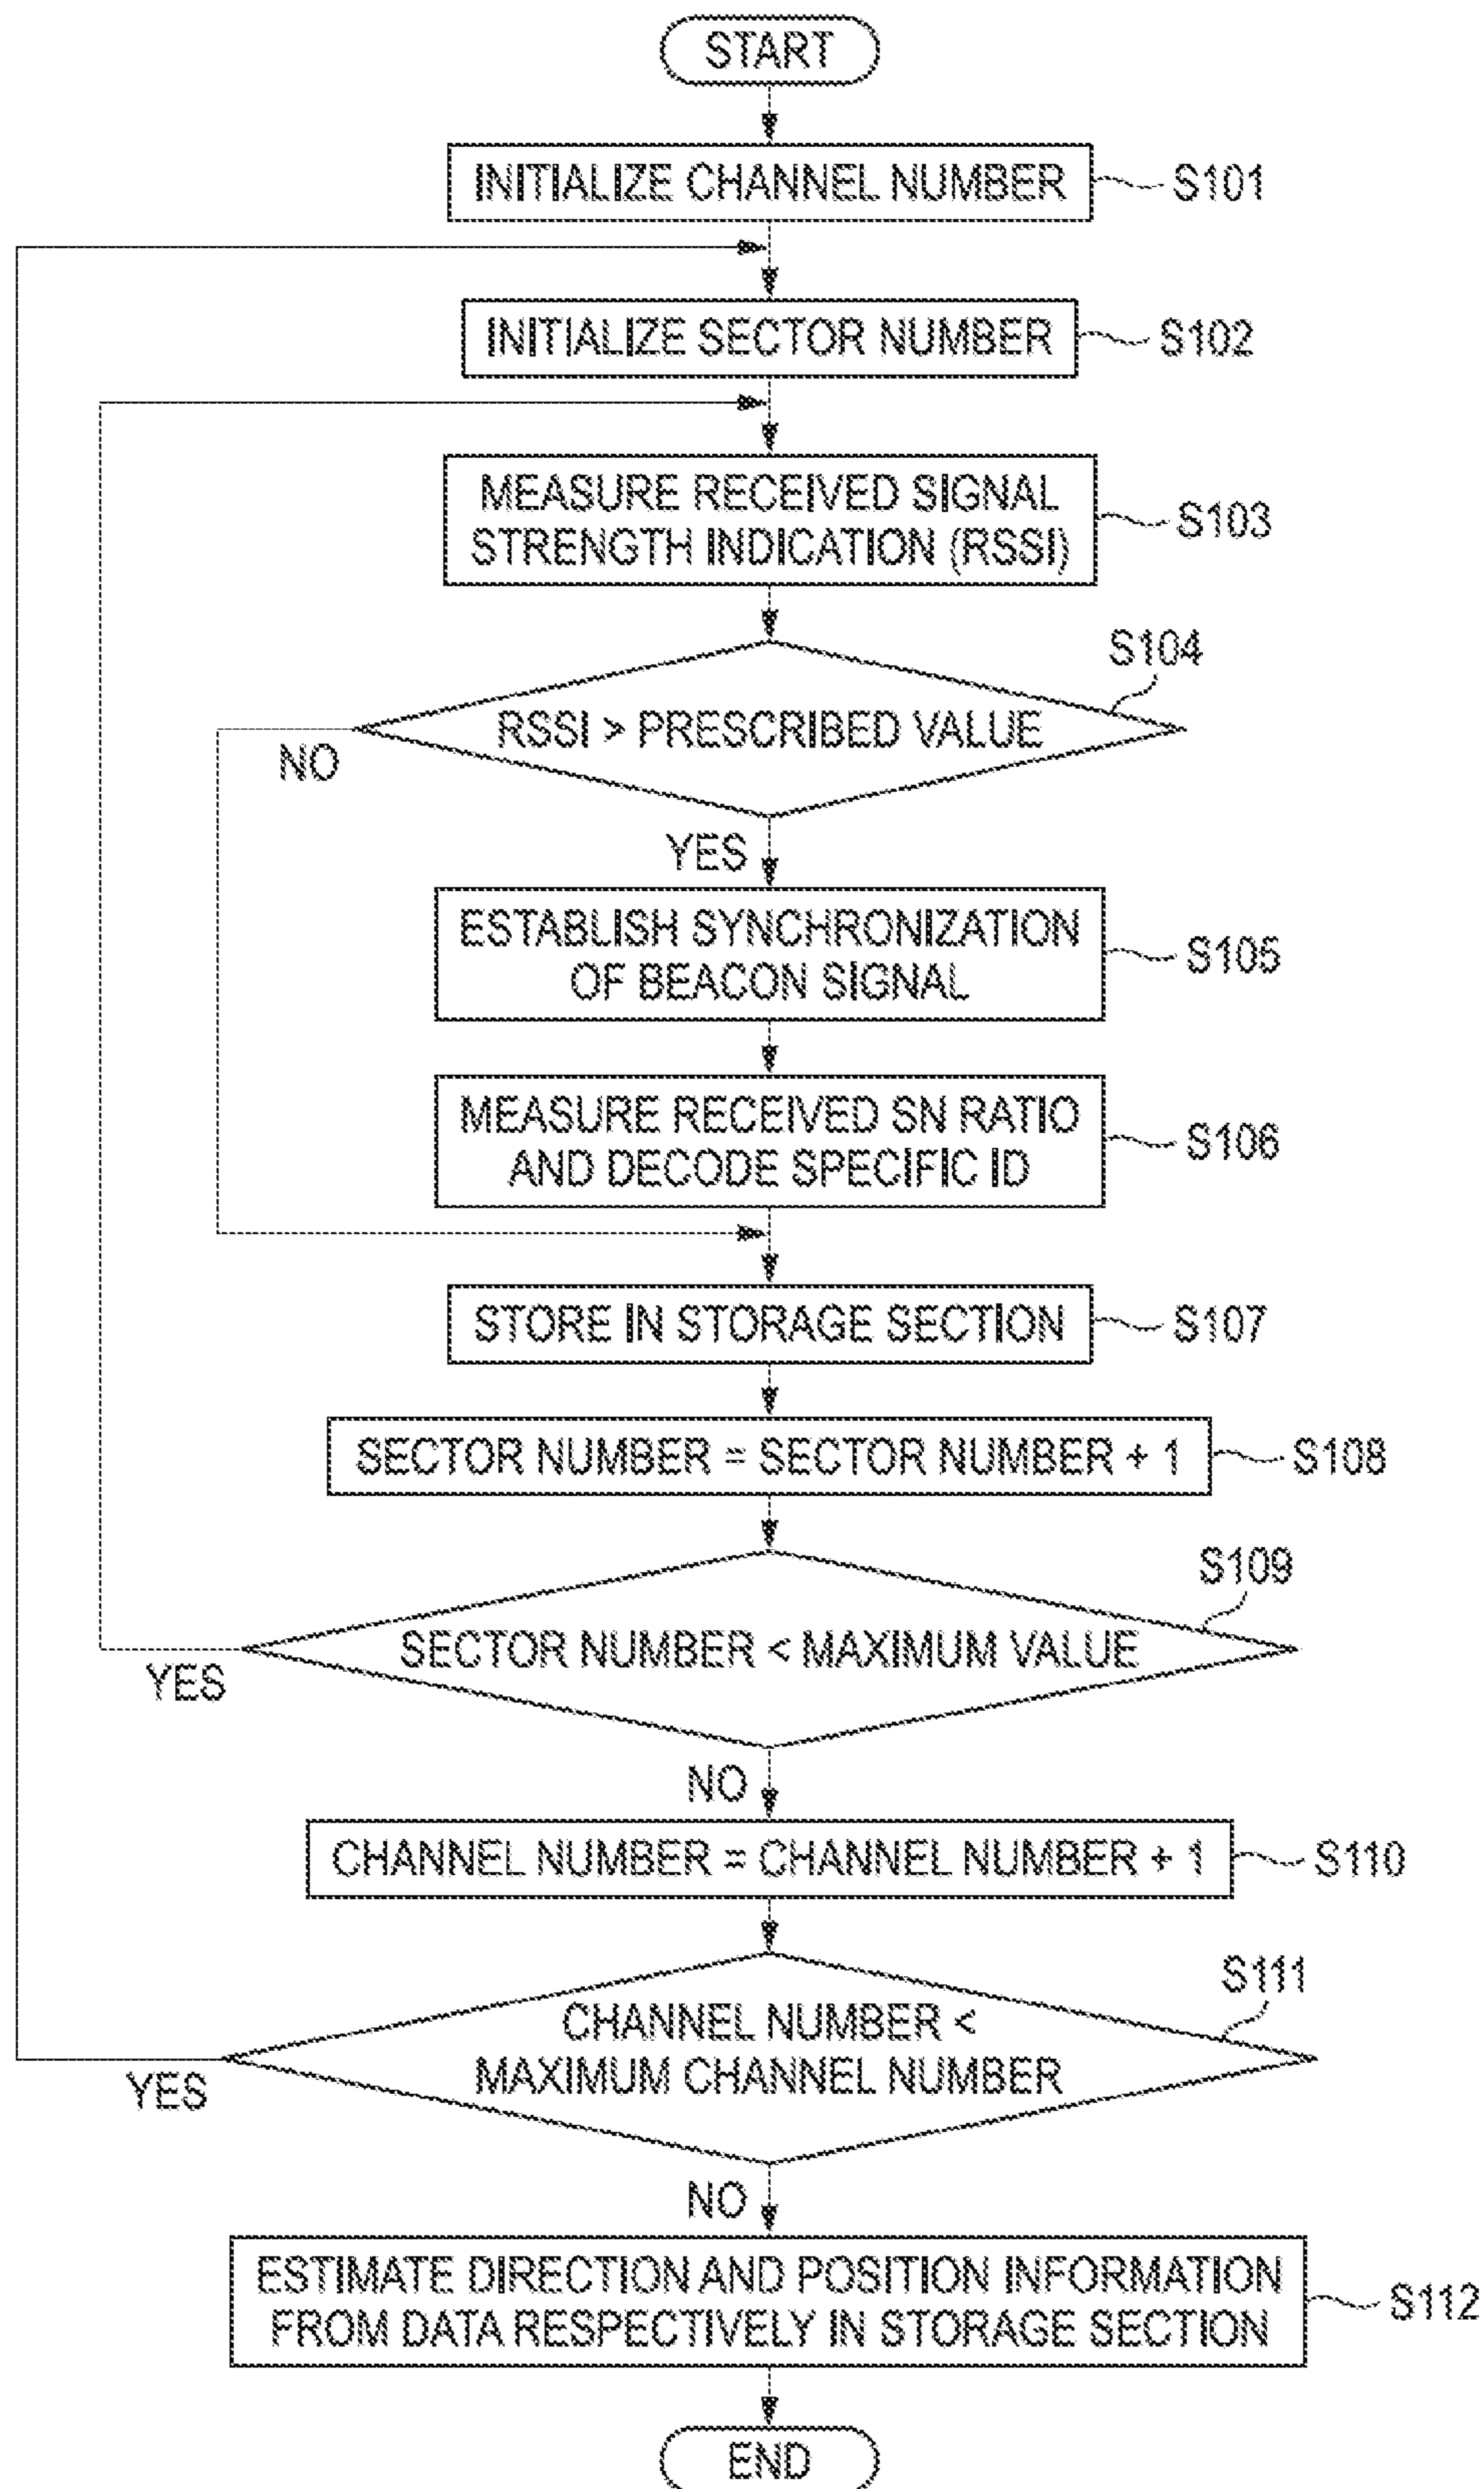 START
INITIALIZE CHANNEL NUMBER
S101
INITIALIZE SECTOR NUMBER
S102
MEASURE RECEIVED SIGNAL
STRENGTH INDICATION (RSSI)
S103
S104
RSSI > PRESCRIBED VALUE
NO
YES
ESTABLISH SYNCHRONIZATION
OF BEACON SIGNAL
S105
MEASURE RECEIVED SN RATIO
AND DECODE SPECIFIC ID
S106
STORE IN STORAGE SECTION
S107
SECTOR NUMBER = SECTOR NUMBER + 1
S108
S109
SECTOR NUMBER < MAXIMUM VALUE
YES
NO
CHANNEL NUMBER = CHANNEL NUMBER + 1
S110
S111
CHANNEL NUMBER <
MAXIMUM CHANNEL NUMBER
YES
NO
ESTIMATE DIRECTION AND POSITION INFORMATION
FROM DATA RESPECTIVELY IN STORAGE SECTION
S112
END